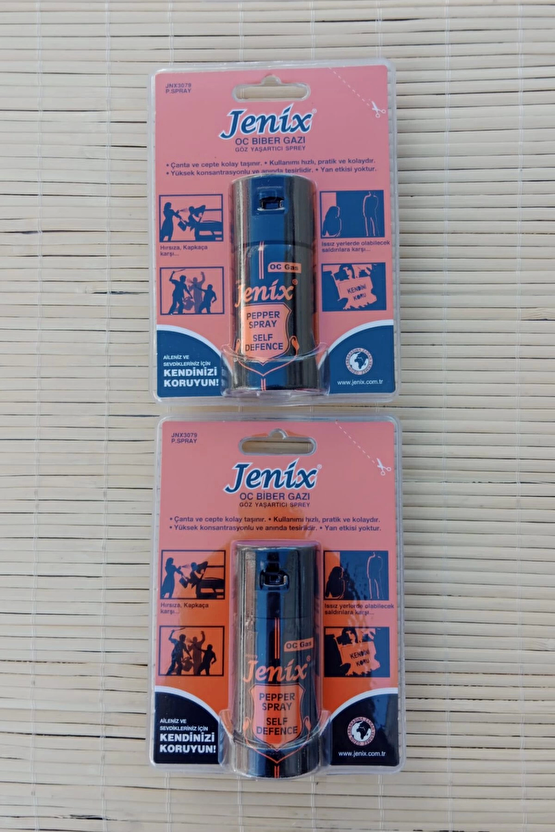 JNX3079
P.SPRAY
Jenix®
OC BİBER GAZI
GÖZ YAŞARTICI SPREY
• Çanta ve cepte kolay taşınır. • Kullanımı hızlı, pratik ve kolaydır.
• Yüksek konsantrasyonlu ve anında tesirlidir. • Yan etkisi yoktur.
Hırsıza, Kapkaça
karşı...
Issız yerlerde olabilecek
saldırılara karşı...
KENDİNİ
KORU
OC Gas
Jenix®
PEPPER
SPRAY
SELF
DEFENCE
AİLENİZ VE
SEVDİKLERİNİZ İÇİN
KENDİNİZİ
KORUYUN!
www.jenix.com.tr
JNX3079
P.SPRAY
Jenix®
OC BİBER GAZI
GÖZ YAŞARTICI SPREY
• Çanta ve cepte kolay taşınır. • Kullanımı hızlı, pratik ve kolaydır.
• Yüksek konsantrasyonlu ve anında tesirlidir. • Yan etkisi yoktur.
Hırsıza, Kapkaça
karşı...
Issız yerlerde olabilecek
saldırılara karşı...
KENDİNİ
KORU
OC Gas
Jenix®
PEPPER
SPRAY
SELF
DEFENCE
AİLENİZ VE
SEVDİKLERİNİZ İÇİN
KENDİNİZİ
KORUYUN!
www.jenix.com.tr